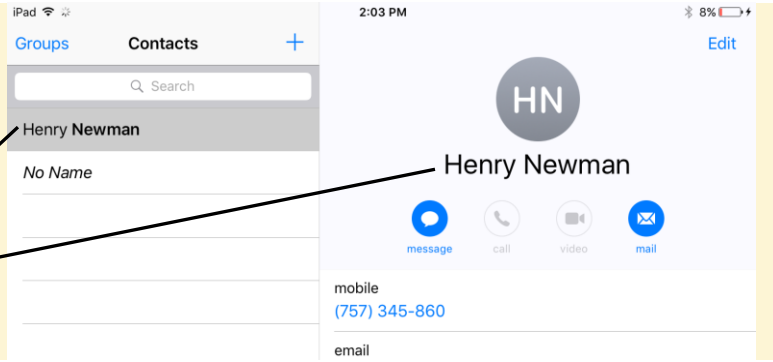 iPad 2:03 PM 8%
Groups Contacts + Edit
Search
HN
Henry Newman
No Name
Henry Newman
message call video mail
mobile
(757) 345-860
email